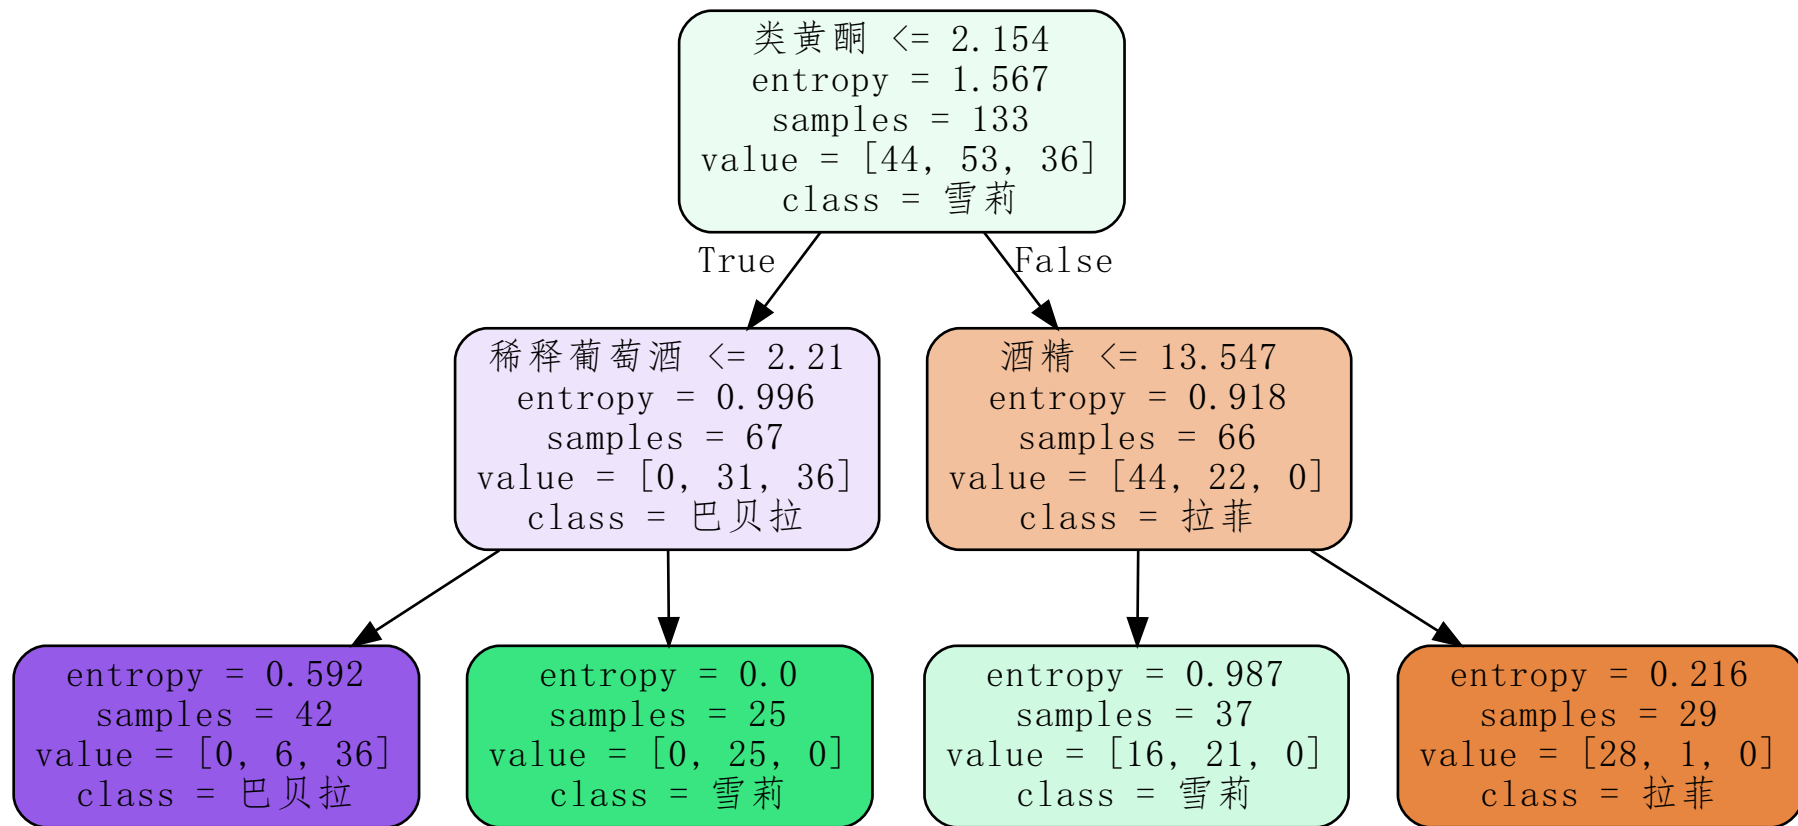 类黄酮 <= 2.154
entropy = 1.567
samples = 133
value = [44, 53, 36]
class = 雪莉
True
False
稀释葡萄酒 <= 2.21
entropy = 0.996
samples = 67
value = [0, 31, 36]
class = 巴贝拉
酒精 <= 13.547
entropy = 0.918
samples = 66
value = [44, 22, 0]
class = 拉菲
entropy = 0.592
samples = 42
value = [0, 6, 36]
class = 巴贝拉
entropy = 0.0
samples = 25
value = [0, 25, 0]
class = 雪莉
entropy = 0.987
samples = 37
value = [16, 21, 0]
class = 雪莉
entropy = 0.216
samples = 29
value = [28, 1, 0]
class = 拉菲